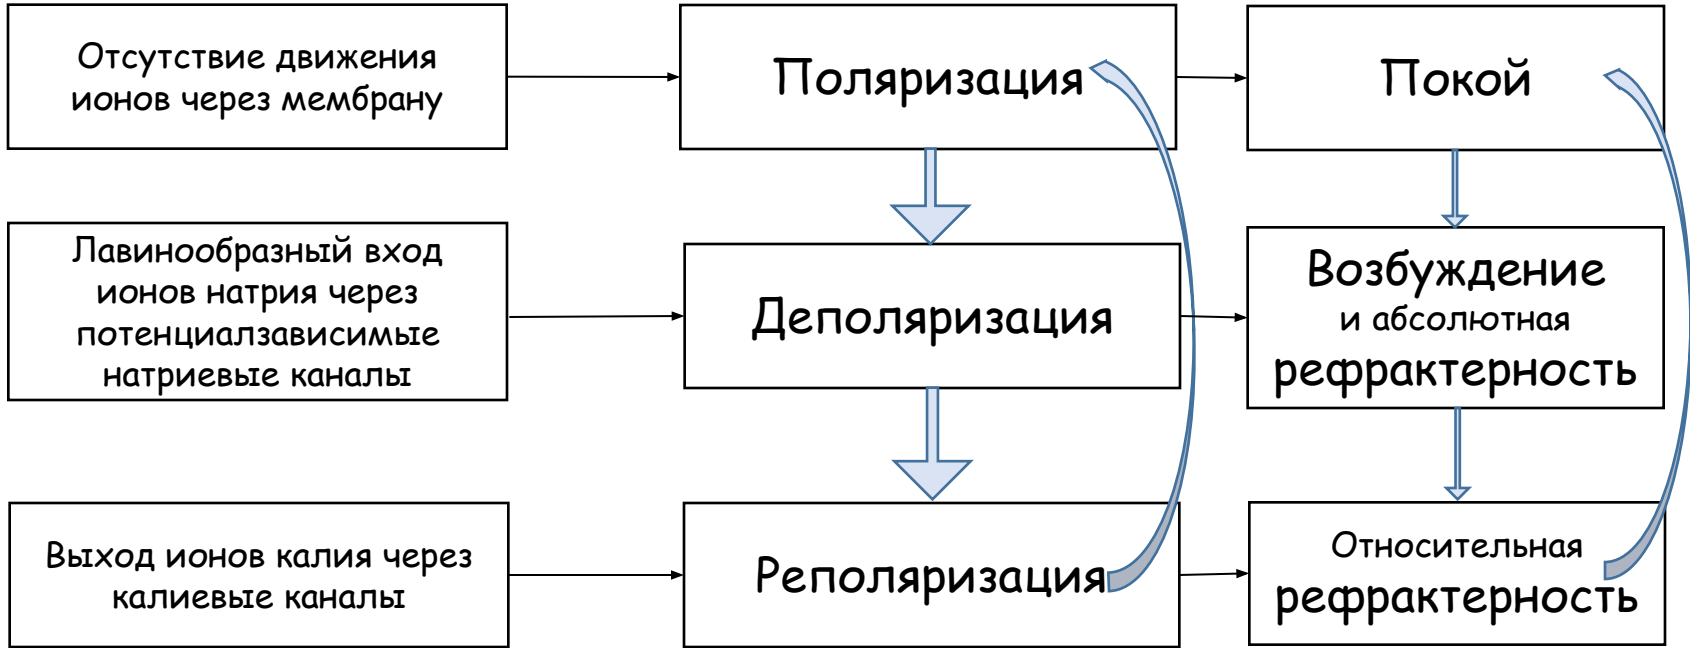 Отсутствие движения
ионов через мембрану
Поляризация
Покой
Лавинообразный вход
ионов натрия через
потенциалзависимые
натриевые каналы
Деполяризация
Возбуждение
и абсолютная
рефрактерность
Выход ионов калия через
калиевые каналы
Реполяризация
Относительная
рефрактерность